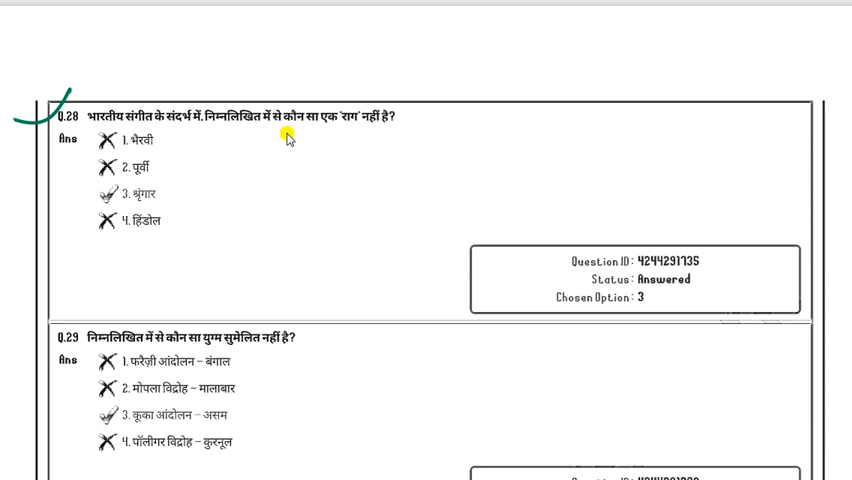 Q.28 भारतीय संगीत के संदर्भ में, निम्नलिखित में से कौन सा एक 'राग' नहीं है?
Ans 1. भैरवी
2. पूर्वी
3. श्रृंगार
4. हिंडोल
Question ID : 4244291735
Status : Answered
Chosen Option : 3
Q.29 निम्नलिखित में से कौन सा युग्म सुमेलित नहीं है?
Ans 1. फरैज़ी आंदोलन – बंगाल
2. मोपला विद्रोह – मालाबार
3. कूका आंदोलन – असम
4. पॉलीगर विद्रोह – कुरनूल